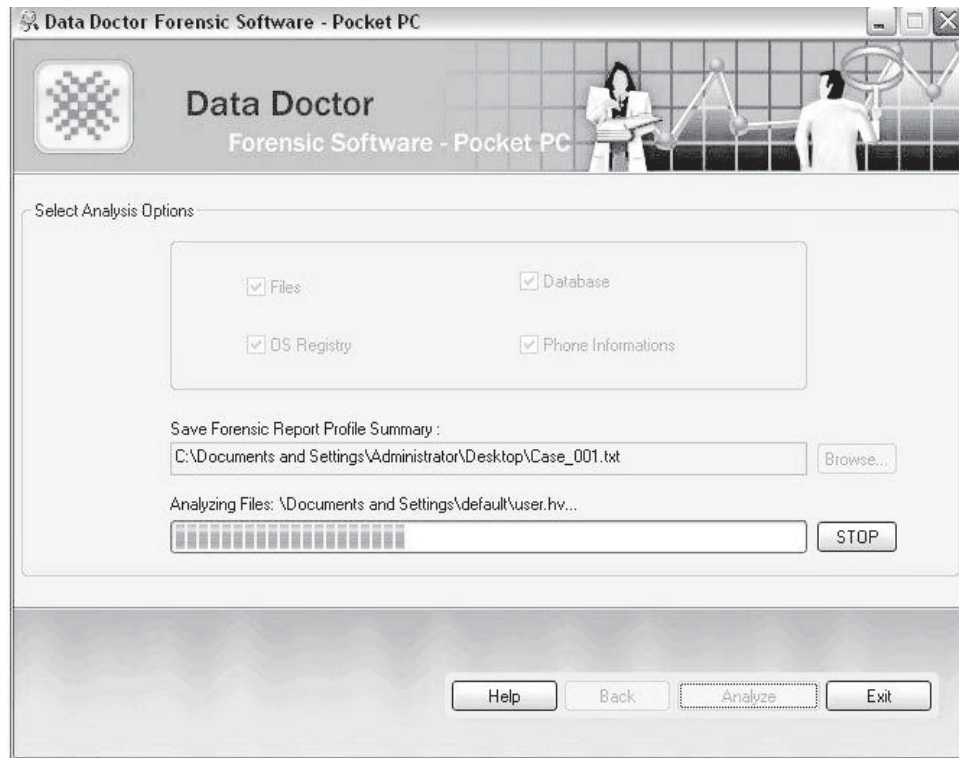 Data Doctor Forensic Software - Pocket PC
Data Doctor
Forensic Software - Pocket PC
Select Analysis Options
Files
Database
OS Registry
Phone Informations
Save Forensic Report Profile Summary :
C:\Documents and Settings\Administrator\Desktop\Case_001.txt
Browse...
Analyzing Files: \Documents and Settings\default\user.hv...
STOP
Help
Back
Analyze
Exit